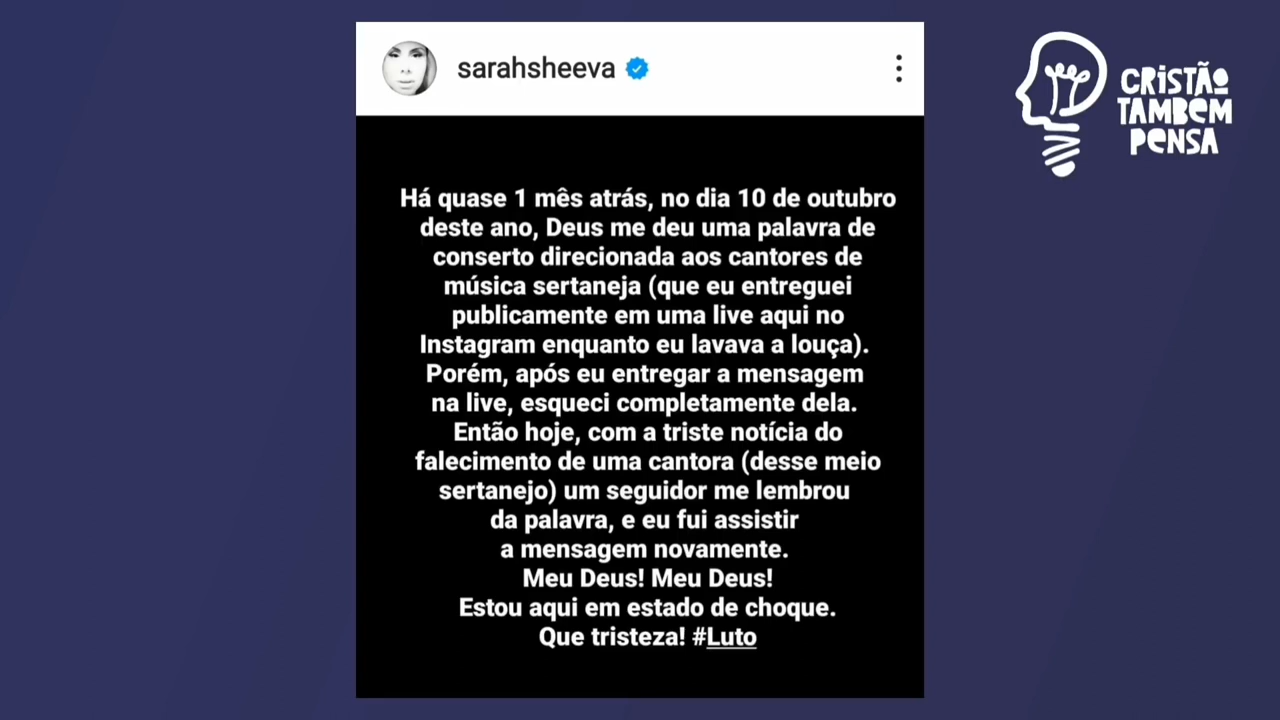 sarahsheeva
CRISTÃO
TAMBEM
PENSA
Há quase 1 mês atrás, no dia 10 de outubro
deste ano, Deus me deu uma palavra de
conserto direcionada aos cantores de
música sertaneja (que eu entreguei
publicamente em uma live aqui no
Instagram enquanto eu lavava a louça).
Porém, após eu entregar a mensagem
na live, esqueci completamente dela.
Então hoje, com a triste notícia do
falecimento de uma cantora (desse meio
sertanejo) um seguidor me lembrou
da palavra, e eu fui assistir
a mensagem novamente.
Meu Deus! Meu Deus!
Estou aqui em estado de choque.
Que tristeza! #Luto